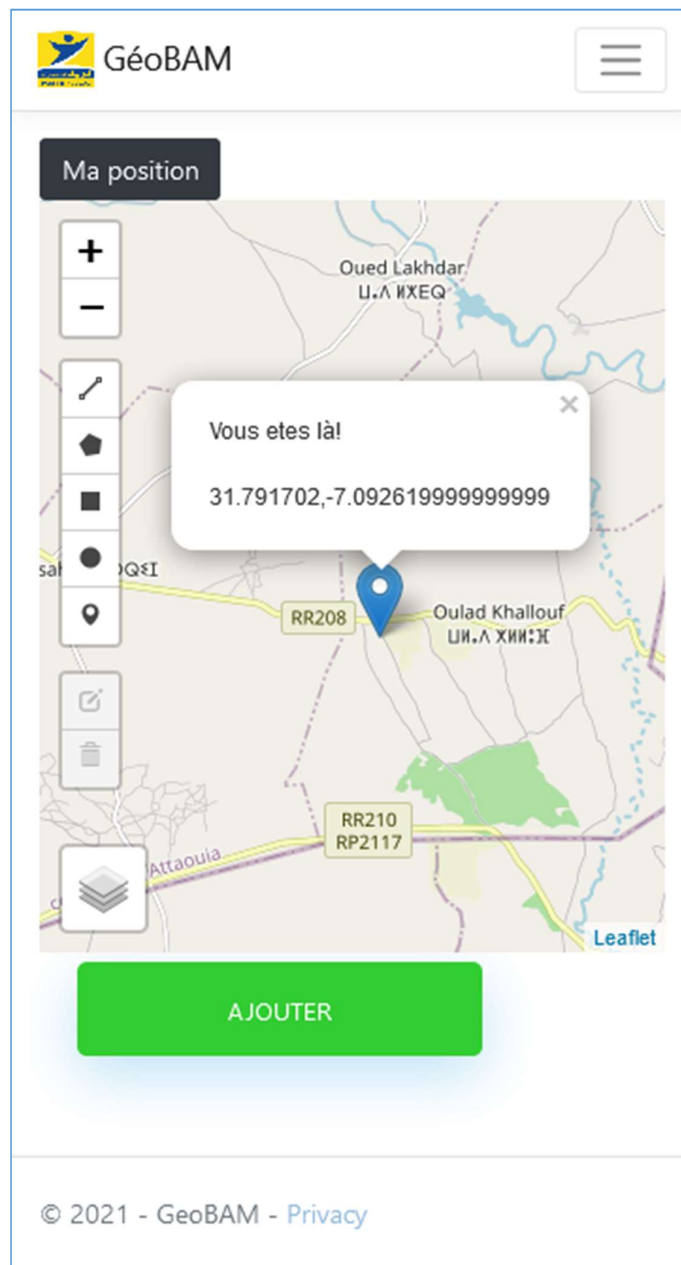 GéoBAM
Ma position
+
−
Oued Lakhdar
ⵡⴰⴷ ⵍⵅⴹⵕ
Vous etes là!
31.791702,-7.092619999999999
RR208
Oulad Khallouf
RR210
RP2117
Attaouia
Leaflet
AJOUTER
© 2021 - GeoBAM - Privacy